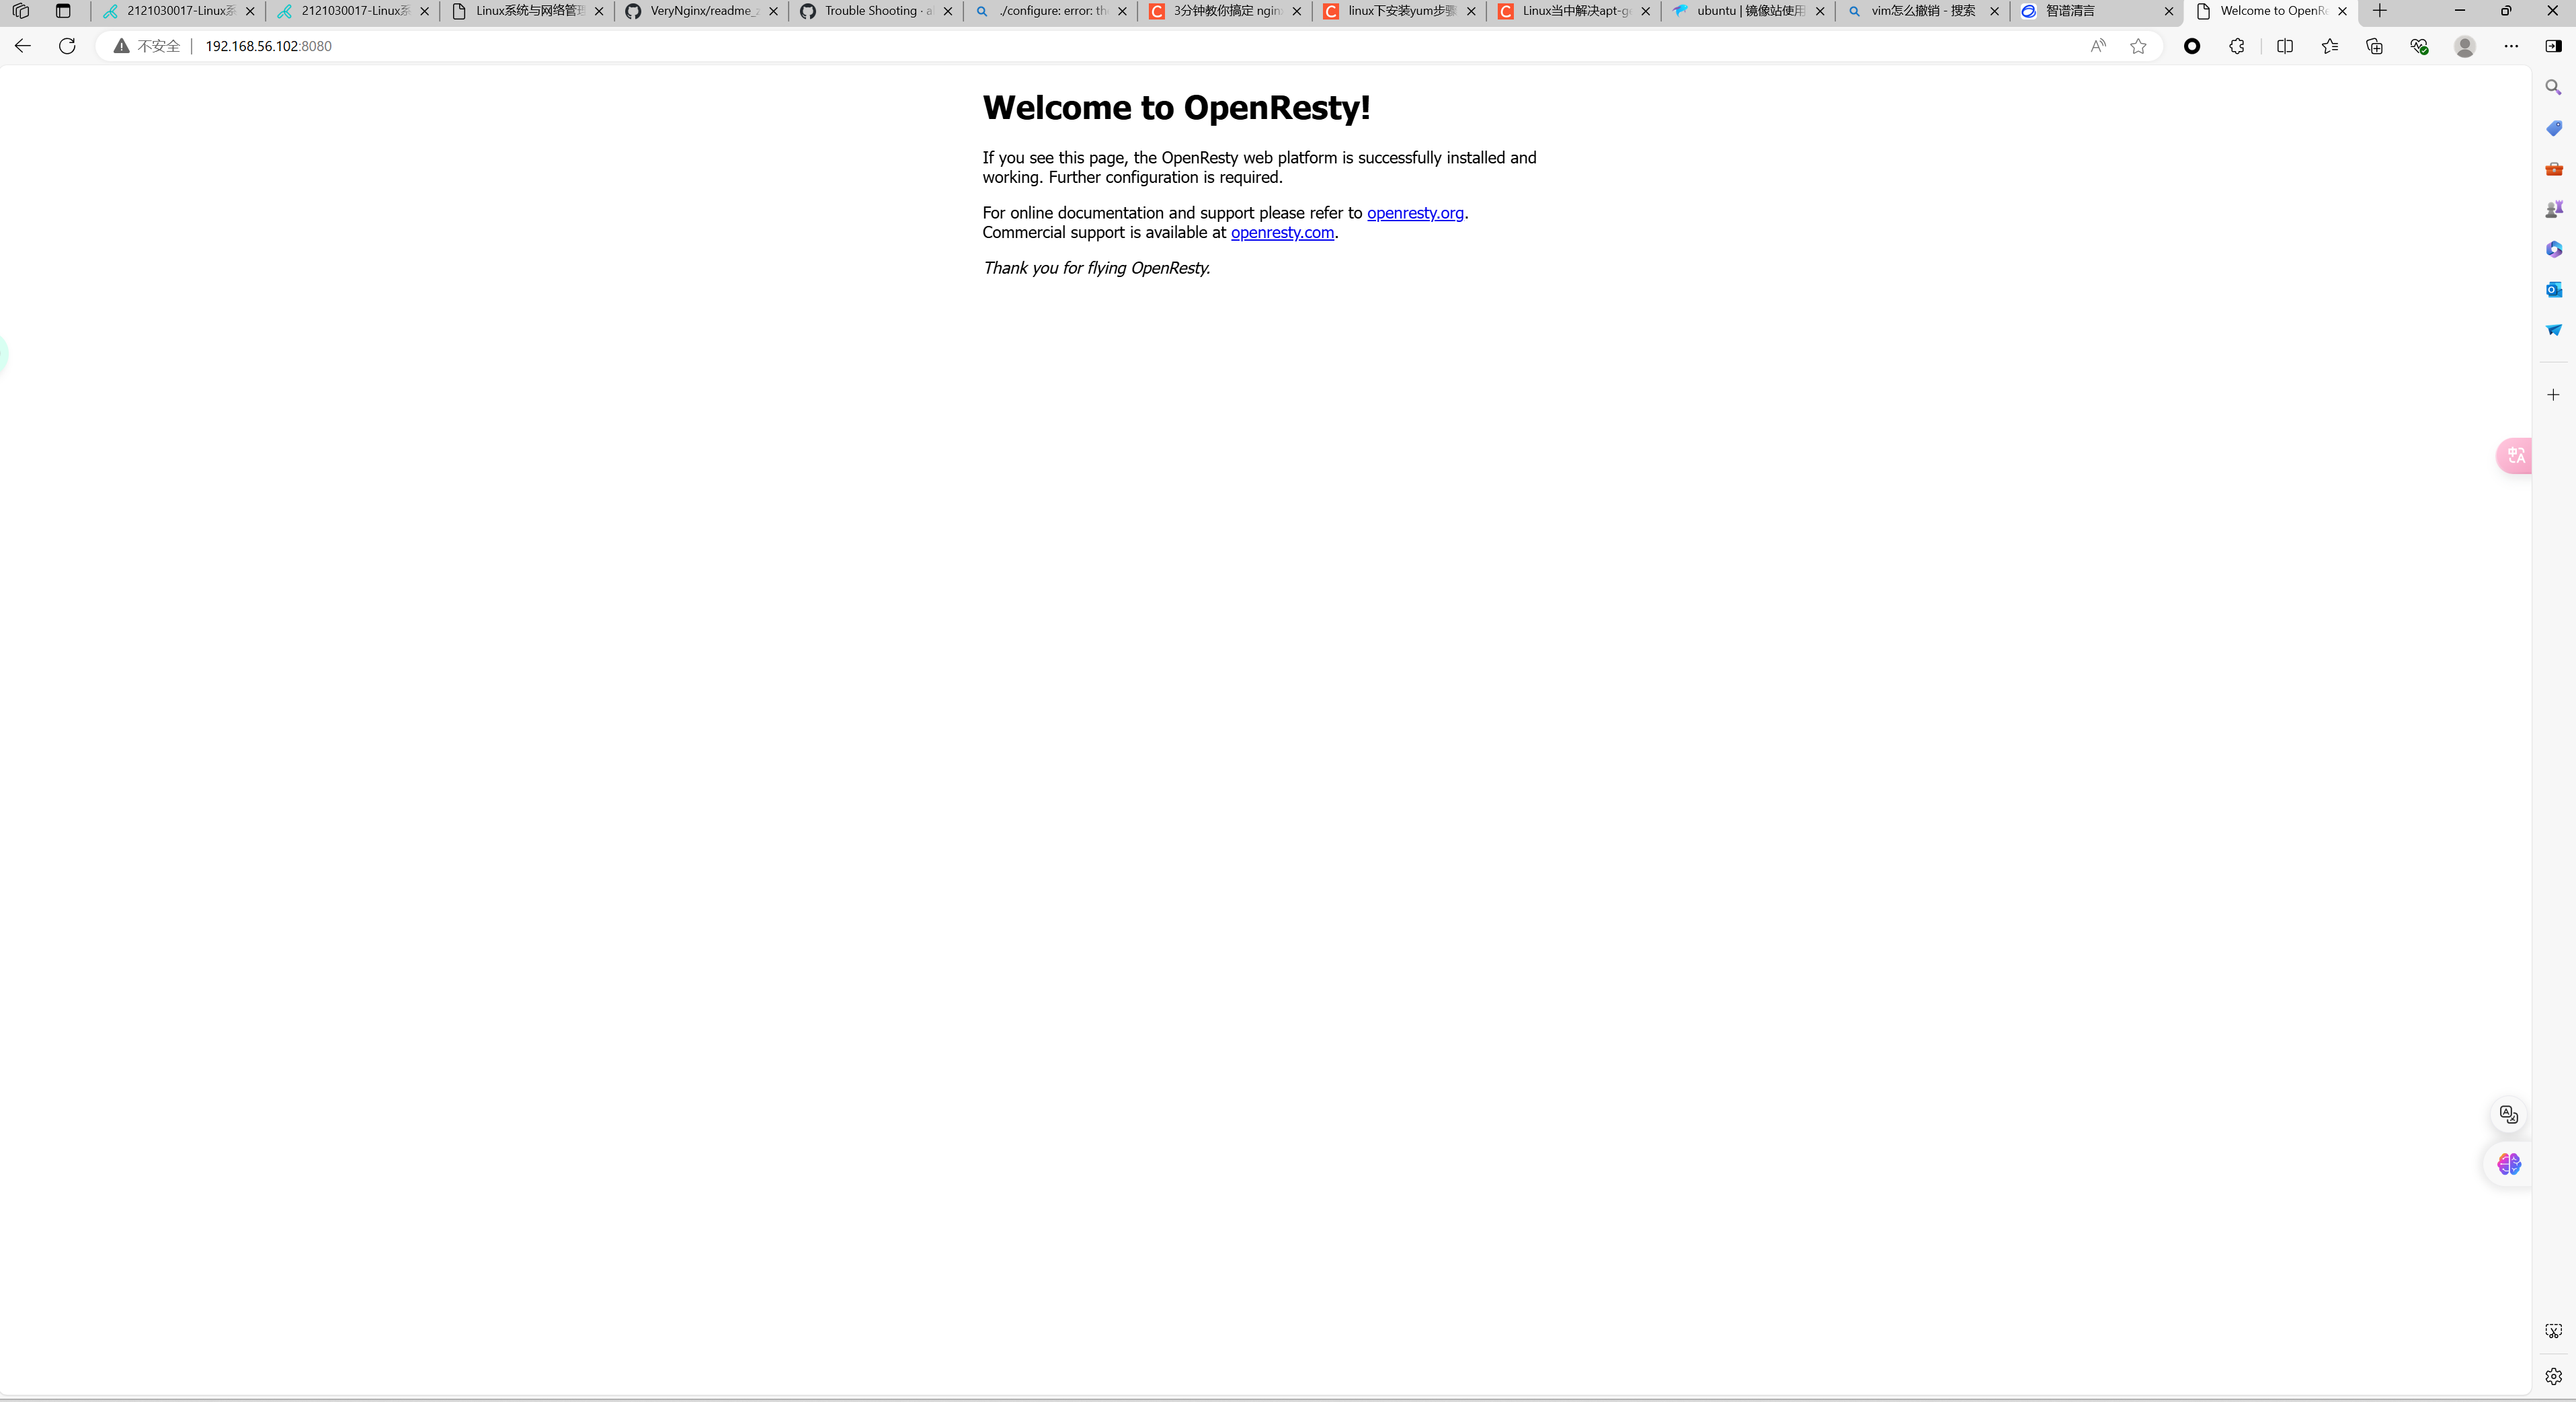 2121030017-Linux系
2121030017-Linux系
Linux系统与网络管理
VeryNginx/readme_z
Trouble Shooting · al
./configure: error: the
3分钟教你搞定 nginx
linux下安装yum步骤
Linux当中解决apt-ge
ubuntu | 镜像站使用
vim怎么撤销 - 搜索
智谱清言
Welcome to OpenRe
不安全
192.168.56.102:8080
Welcome to OpenResty!
If you see this page, the OpenResty web platform is successfully installed and
working. Further configuration is required.
For online documentation and support please refer to openresty.org.
Commercial support is available at openresty.com.
Thank you for flying OpenResty.